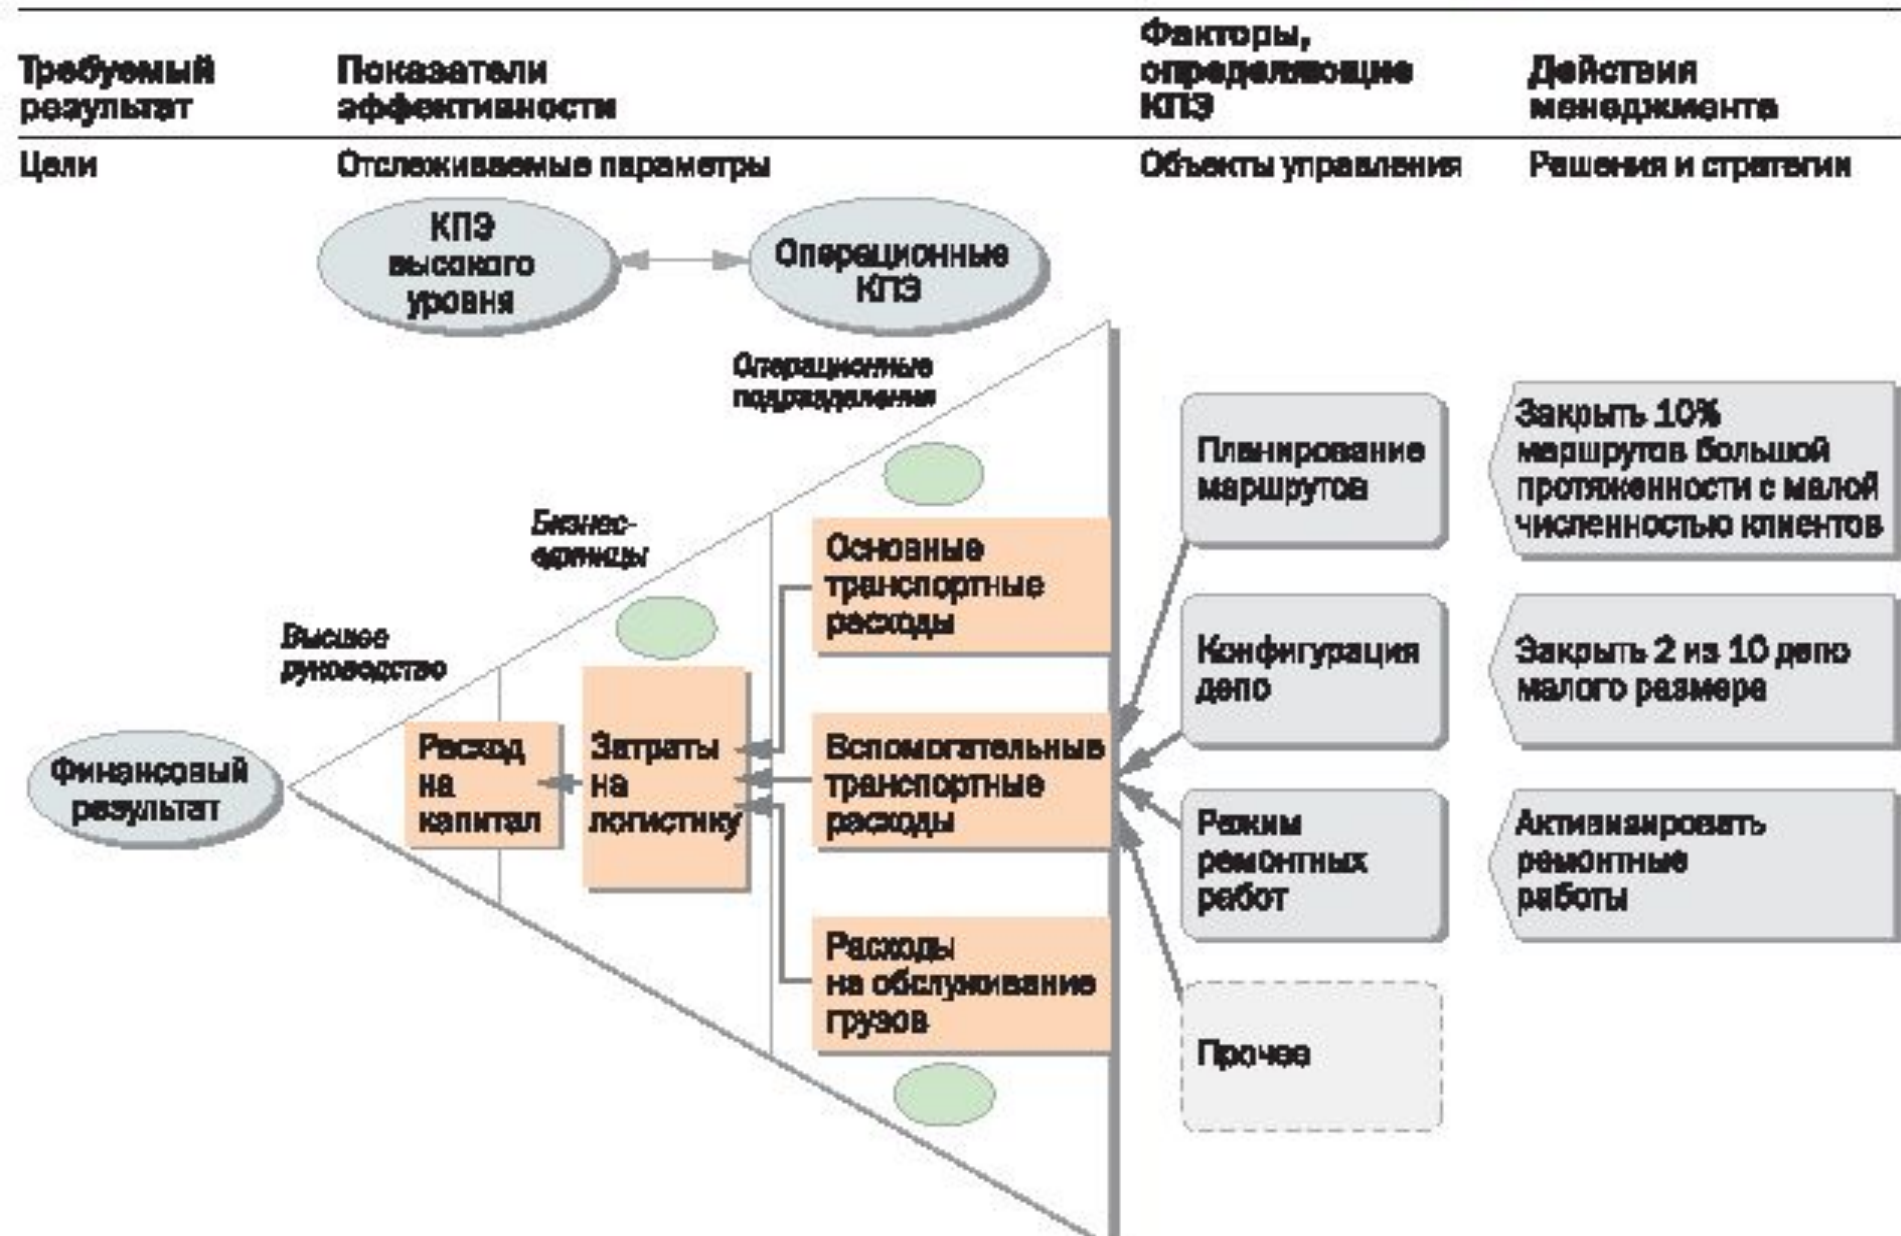 Требуемый
результат
Показатели
эффективности
Факторы,
определяющие
КПЭ
Действия
менеджмента
Цели
Отслеживаемые параметры
Объекты управления
Решения и стратегии
КПЭ
высокого
уровня
Операционные
КПЭ
Операционные
подразделения
Бизнес-
единицы
Высшее
руководство
Финансовый
результат
Расход
на
капитал
Затраты
на
логистику
Основные
транспортные
расходы
Вспомогательные
транспортные
расходы
Расходы
на обслуживание
грузов
Планирование
маршрутов
Конфигурация
депо
Режим
ремонтных
работ
Прочее
Закрыть 10%
маршрутов большой
протяженности с малой
численностью клиентов
Закрыть 2 из 10 депо
малого размера
Активизировать
ремонтные
работы